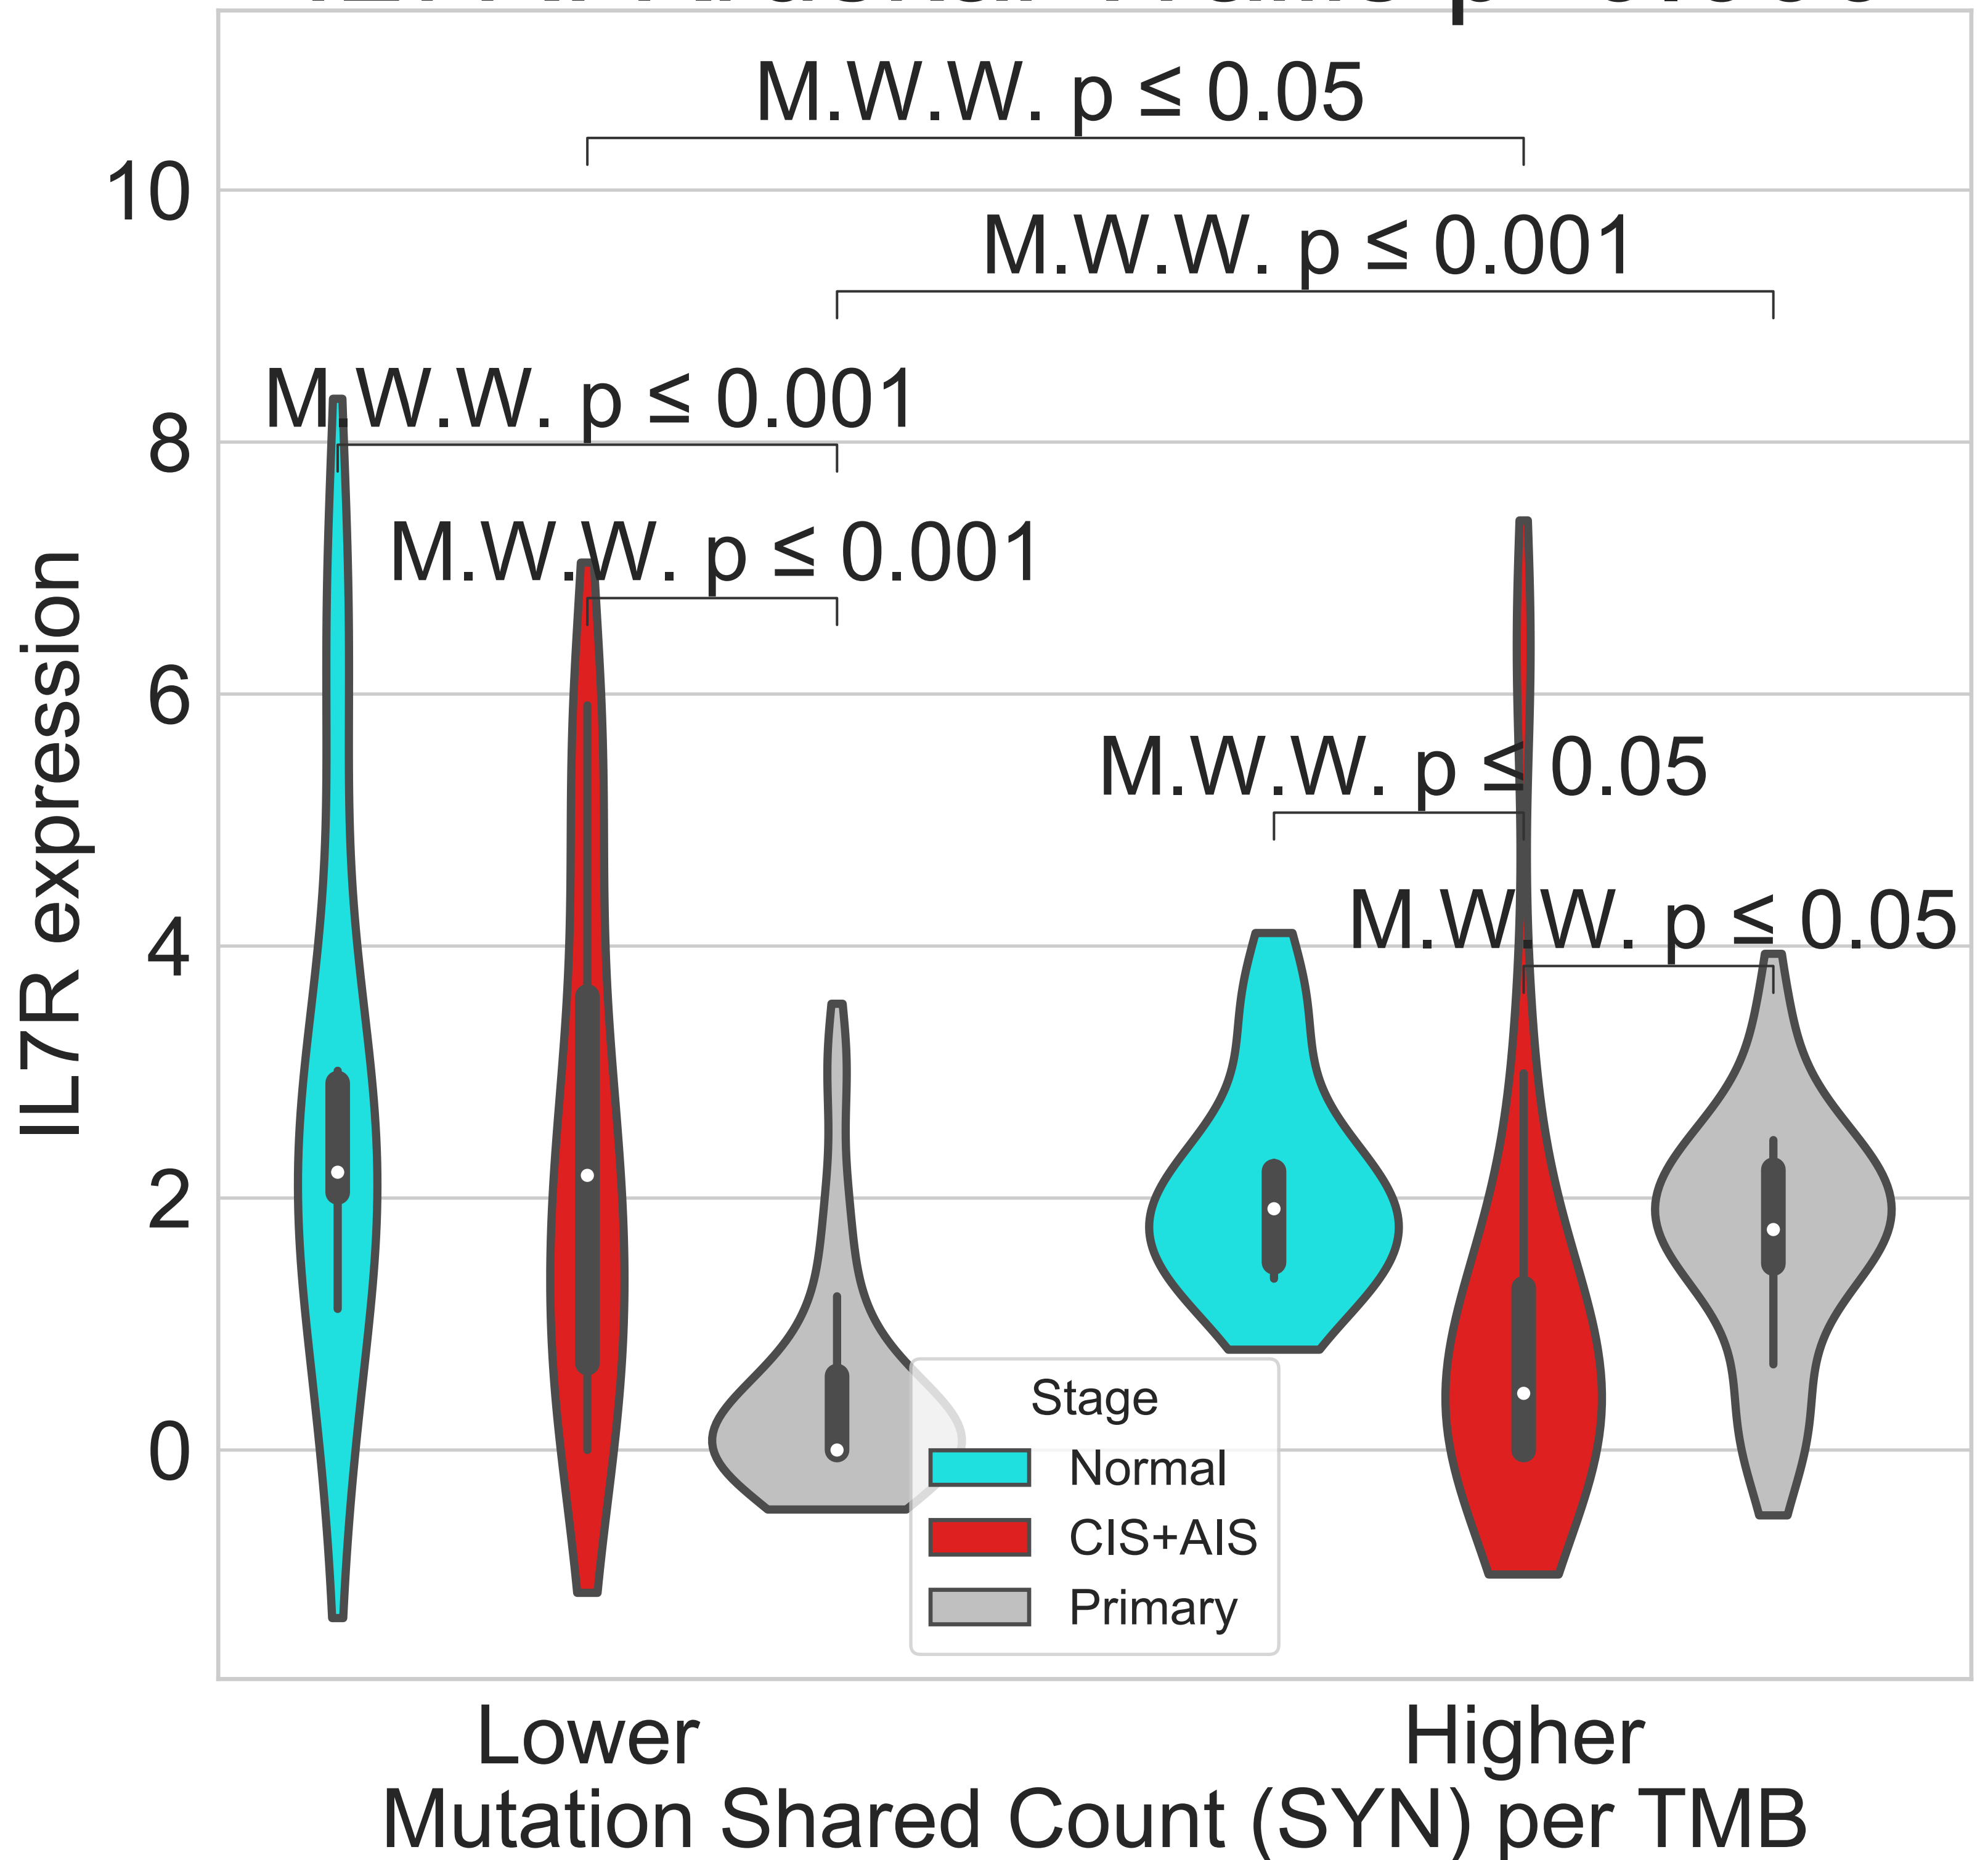 M.W.W. p ≤ 0.05
10
M.W.W. p ≤ 0.001
M.W.W. p ≤ 0.001
8
M.W.W. p ≤ 0.001
6
M.W.W. p ≤ 0.05
M.W.W. p ≤ 0.05
4
2
0
IL7R expression
Stage
Normal
CIS+AIS
Primary
Lower
Higher
Mutation Shared Count (SYN) per TMB